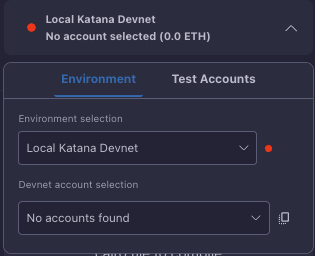 Local Katana Devnet
No account selected (0.0 ETH)
Environment
Test Accounts
Environment selection
Local Katana Devnet
Devnet account selection
No accounts found